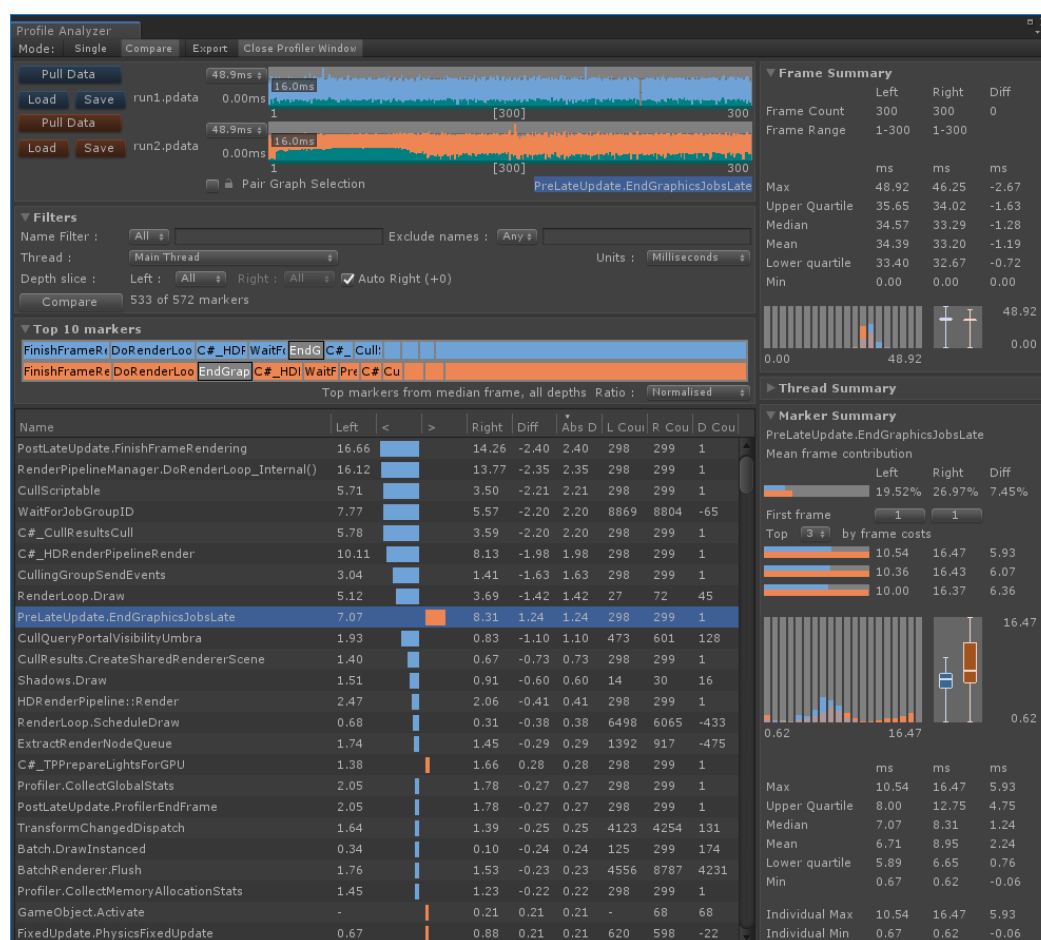 Profile Analyzer
Mode: Single Compare Export Close Profiler Window
Pull Data
Load Save run1.pdata
48.9ms
16.0ms
0.00ms
1 [300] 300
Pull Data
Load Save run2.pdata
48.9ms
16.0ms
0.00ms
1 [300] 300
Pair Graph Selection PreLateUpdate.EndGraphicsJobsLate
Filters
Name Filter : All Exclude names : Any
Thread : Main Thread Units : Milliseconds
Depth slice : Left : All Right : All Auto Right (+0)
Compare 533 of 572 markers
Top 10 markers
FinishFrameRe DoRenderLoo C#_HDF WaitFo EndG C#_ Cull
FinishFrameRe DoRenderLoo EndGrap C#_HDI WaitF Pre C# Cu
Top markers from median frame, all depths Ratio : Normalised
Name Left < > Right Diff Abs D L Coui R Cou D Cou
PostLateUpdate.FinishFrameRendering 16.66 14.26 -2.40 2.40 298 299 1
RenderPipelineManager.DoRenderLoop_Internal() 16.12 13.77 -2.35 2.35 298 299 1
CullScriptable 5.71 3.50 -2.21 2.21 298 299 1
WaitForJobGroupID 7.77 5.57 -2.20 2.20 8869 8804 -65
C#_CullResultsCull 5.78 3.59 -2.20 2.20 298 299 1
C#_HDRenderPipelineRender 10.11 8.13 -1.98 1.98 298 299 1
CullingGroupSendEvents 3.04 1.41 -1.63 1.63 298 299 1
RenderLoop.Draw 5.12 3.69 -1.42 1.42 27 72 45
PreLateUpdate.EndGraphicsJobsLate 7.07 8.31 1.24 1.24 298 299 1
CullQueryPortalVisibilityUmbra 1.93 0.83 -1.10 1.10 473 601 128
CullResults.CreateSharedRendererScene 1.40 0.67 -0.73 0.73 298 299 1
Shadows.Draw 1.51 0.91 -0.60 0.60 14 30 16
HDRenderPipeline::Render 2.47 2.06 -0.41 0.41 298 299 1
RenderLoop.ScheduleDraw 0.68 0.31 -0.38 0.38 6498 6065 -433
ExtractRenderNodeQueue 1.74 1.45 -0.29 0.29 1392 917 -475
C#_TPPrepareLightsForGPU 1.38 1.66 0.28 0.28 298 299 1
Profiler.CollectGlobalStats 2.05 1.78 -0.27 0.27 298 299 1
PostLateUpdate.ProfilerEndFrame 2.05 1.78 -0.27 0.27 298 299 1
TransformChangedDispatch 1.64 1.39 -0.25 0.25 4123 4254 131
Batch.DrawInstanced 0.34 0.10 -0.24 0.24 125 299 174
BatchRenderer.Flush 1.76 1.53 -0.23 0.23 4556 8787 4231
Profiler.CollectMemoryAllocationStats 1.45 1.23 -0.22 0.22 298 299 1
GameObject.Activate - 0.21 0.21 0.21 - 68 68
FixedUpdate.PhysicsFixedUpdate 0.67 0.88 0.21 0.21 620 598 -22
Frame Summary
Left Right Diff
Frame Count 300 300 0
Frame Range 1-300 1-300
ms ms ms
Max 48.92 46.25 -2.67
Upper Quartile 35.65 34.02 -1.63
Median 34.57 33.29 -1.28
Mean 34.39 33.20 -1.19
Lower quartile 33.40 32.67 -0.72
Min 0.00 0.00 0.00
48.92
0.00
0.00 48.92
Thread Summary
Marker Summary
PreLateUpdate.EndGraphicsJobsLate
Mean frame contribution
Left Right Diff
19.52% 26.97% 7.45%
First frame 1 1
Top 3 by frame costs
10.54 16.47 5.93
10.36 16.43 6.07
10.00 16.37 6.36
16.47
0.62
0.62 16.47
ms ms ms
Max 10.54 16.47 5.93
Upper Quartile 8.00 12.75 4.75
Median 7.07 8.31 1.24
Mean 6.71 8.95 2.24
Lower quartile 5.89 6.65 0.76
Min 0.67 0.62 -0.06
Individual Max 10.54 16.47 5.93
Individual Min 0.67 0.62 -0.06